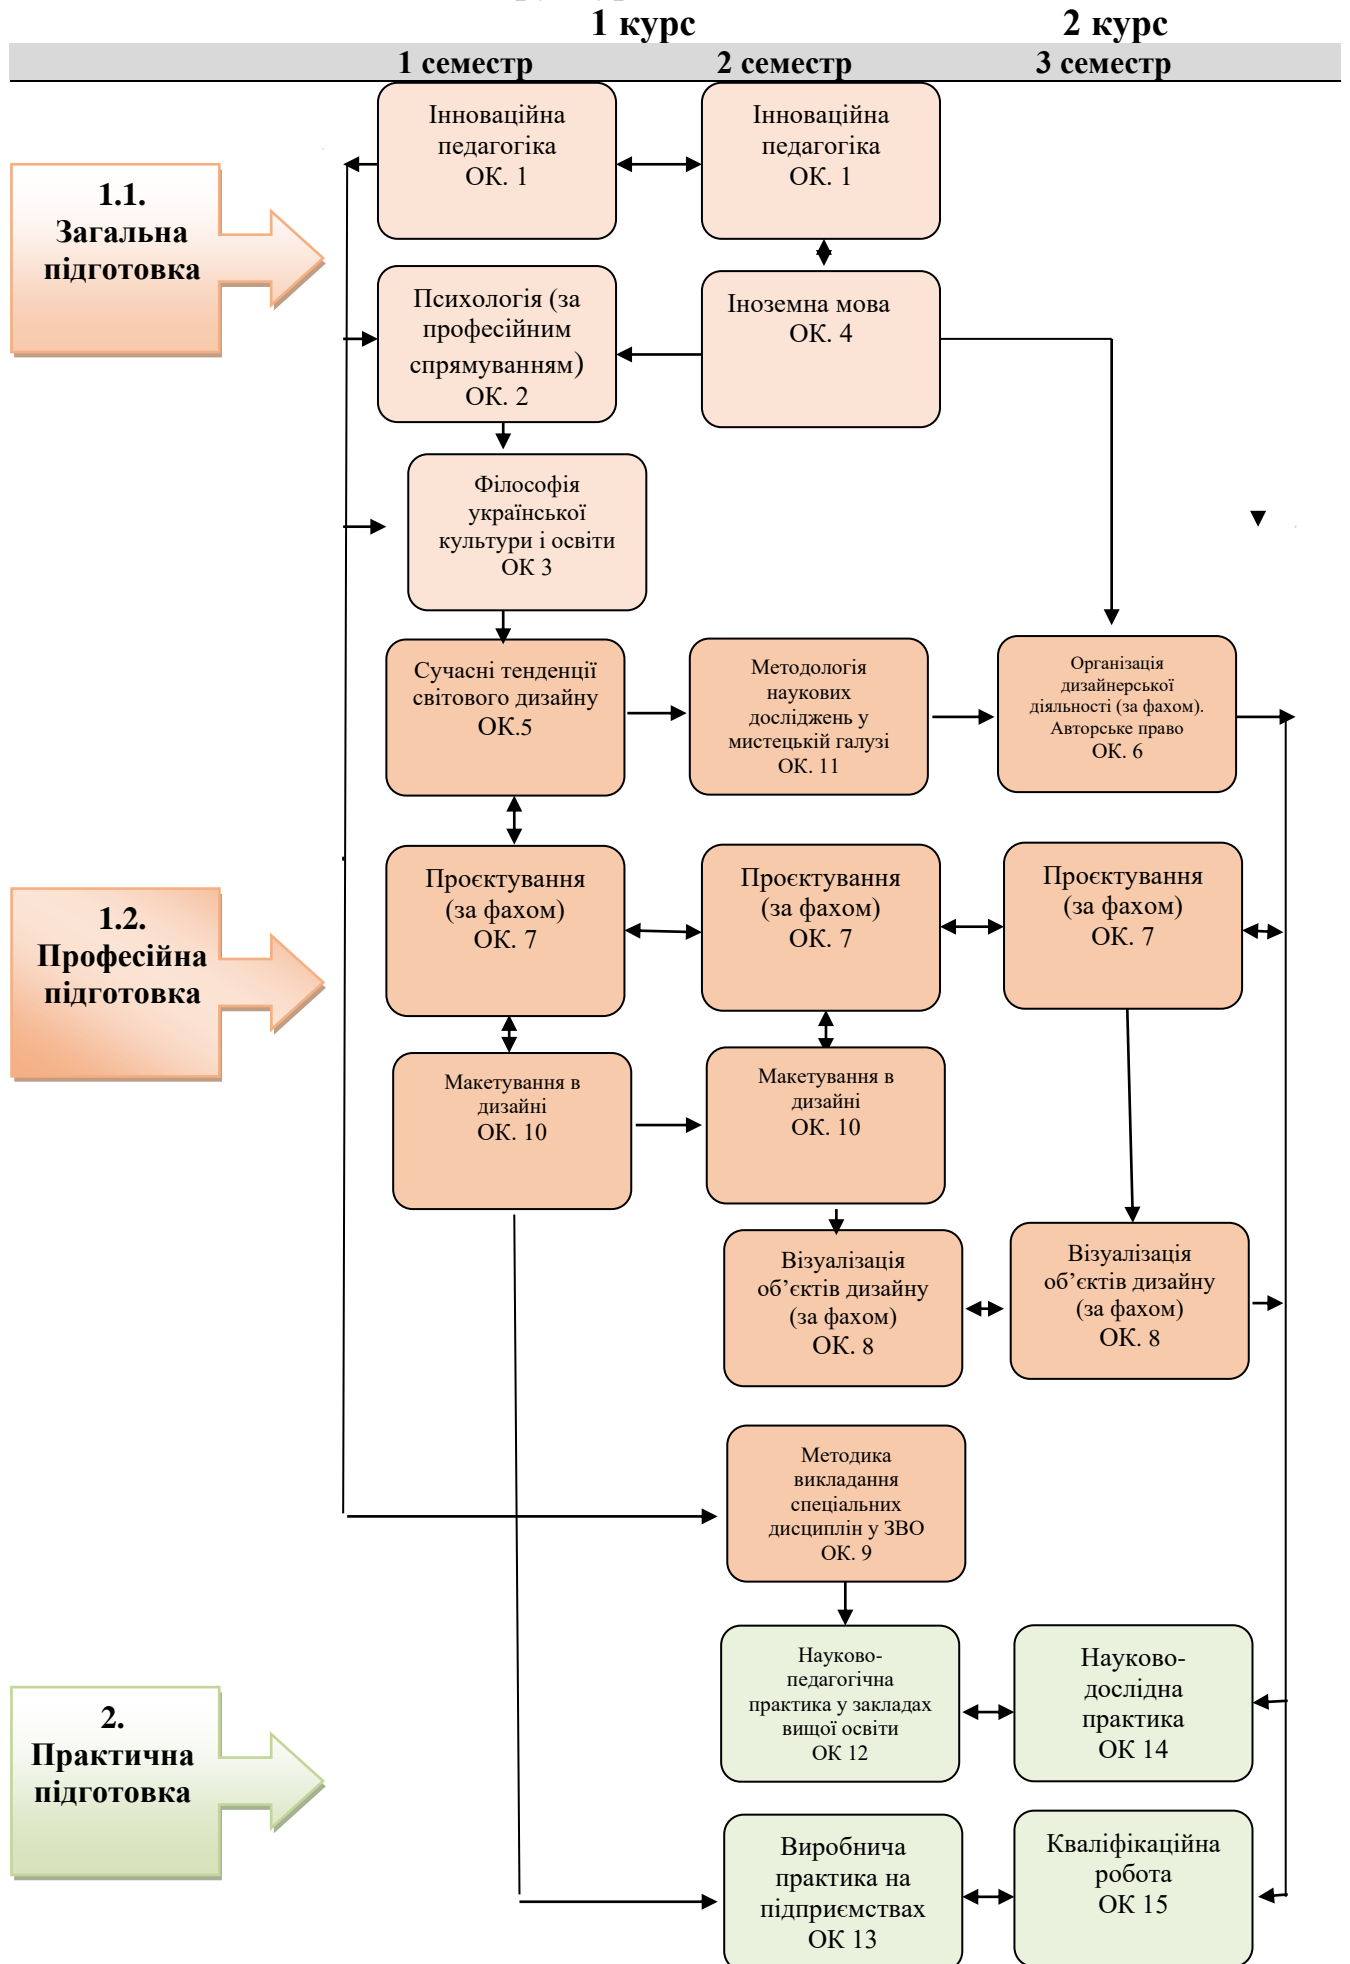 1 курс
2 курс
1 семестр
2 семестр
3 семестр
1.1.
Загальна
підготовка
Інноваційна
педагогіка
ОК. 1
Інноваційна
педагогіка
ОК. 1
Психологія (за
професійним
спрямуванням)
ОК. 2
Іноземна мова
ОК. 4
Філософія
української
культури і освіти
ОК 3
Сучасні тенденції
світового дизайну
ОК.5
Методологія
наукових
досліджень у
мистецькій галузі
ОК. 11
Організація
дизайнерської
діяльності (за фахом).
Авторське право
ОК. 6
1.2.
Професійна
підготовка
Проєктування
(за фахом)
ОК. 7
Проєктування
(за фахом)
ОК. 7
Проєктування
(за фахом)
ОК. 7
Макетування в
дизайні
ОК. 10
Макетування в
дизайні
ОК. 10
Візуалізація
об’єктів дизайну
(за фахом)
ОК. 8
Візуалізація
об’єктів дизайну
(за фахом)
ОК. 8
Методика
викладання
спеціальних
дисциплін у ЗВО
ОК. 9
2.
Практична
підготовка
Науково-
педагогічна
практика у закладах
вищої освіти
ОК 12
Науково-
дослідна
практика
ОК 14
Виробнича
практика на
підприємствах
ОК 13
Кваліфікаційна
робота
ОК 15